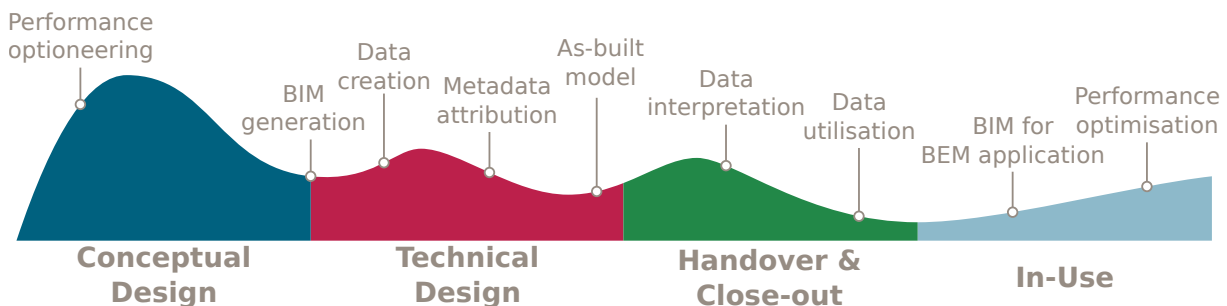 Performance
optioneering
BIM
generation
Data
creation
Metadata
attribution
As-built
model
Data
interpretation
Data
utilisation
BIM for
BEM application
Performance
optimisation
Conceptual
Design
Technical
Design
Handover &
Close-out
In-Use